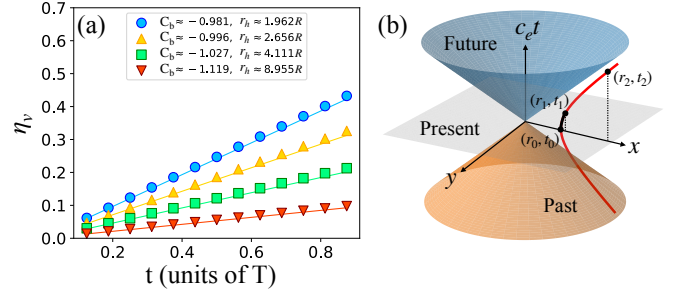 (a)
C_b ≈ −0.981, r_h ≈ 1.962R
C_b ≈ −0.996, r_h ≈ 2.656R
C_b ≈ −1.027, r_h ≈ 4.111R
C_b ≈ −1.119, r_h ≈ 8.955R
0.7
0.6
0.5
0.4
0.3
0.2
0.1
0.0
η_v
0.2
0.4
0.6
0.8
t (units of T)
(b)
c_e t
Future
(r_2, t_2)
(r_1, t_1)
Present
(r_0, t_0)
x
y
Past